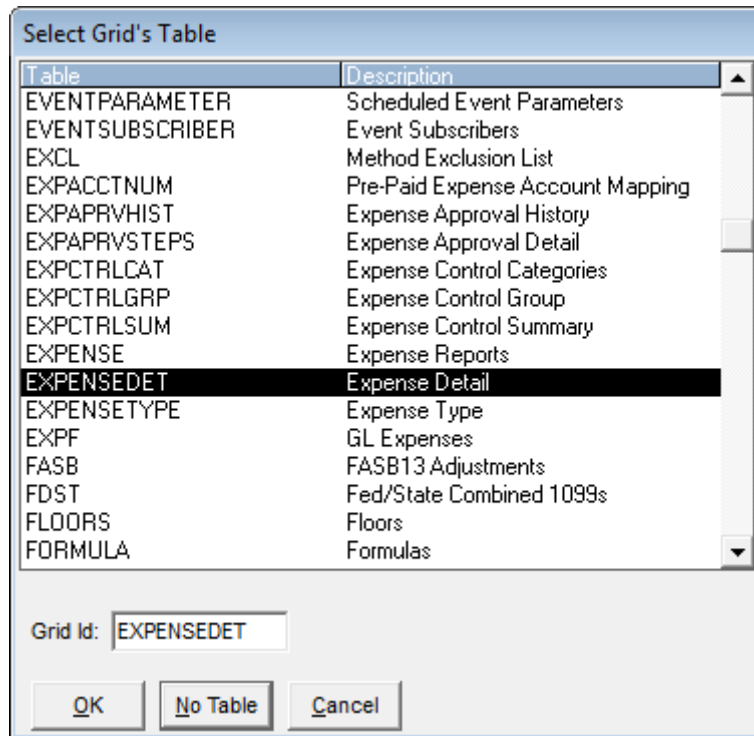 Select Grid's Table
Table Description
EVENTPARAMETER Scheduled Event Parameters
EVENTSUBSCRIBER Event Subscribers
EXCL Method Exclusion List
EXPACCTNUM Pre-Paid Expense Account Mapping
EXPAPRVHIST Expense Approval History
EXPAPRVSTEPS Expense Approval Detail
EXPCTRLCAT Expense Control Categories
EXPCTRLGRP Expense Control Group
EXPCTRLSUM Expense Control Summary
EXPENSE Expense Reports
EXPENSEDET Expense Detail
EXPENSETYPE Expense Type
EXPF GL Expenses
FASB FASB13 Adjustments
FDST Fed/State Combined 1099s
FLOORS Floors
FORMULA Formulas
Grid Id: EXPENSEDET
OK No Table Cancel